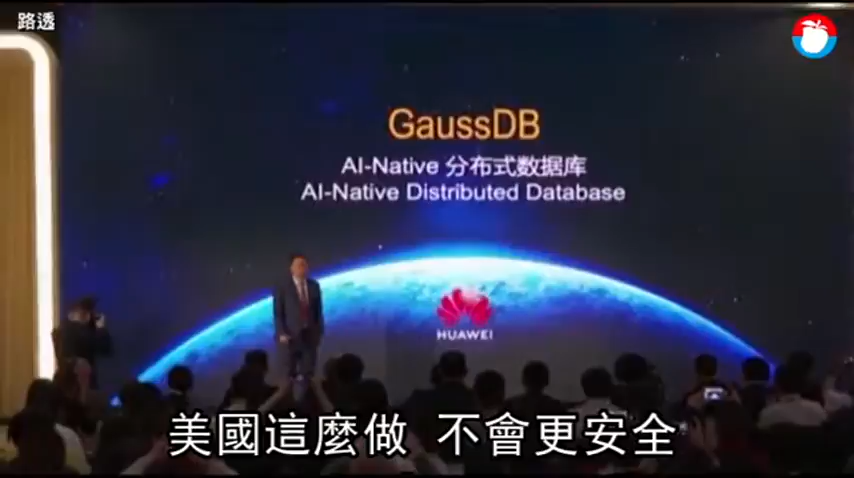 路透
GaussDB
AI-Native 分布式数据库
AI-Native Distributed Database
HUAWEI
美國這麼做 不會更安全